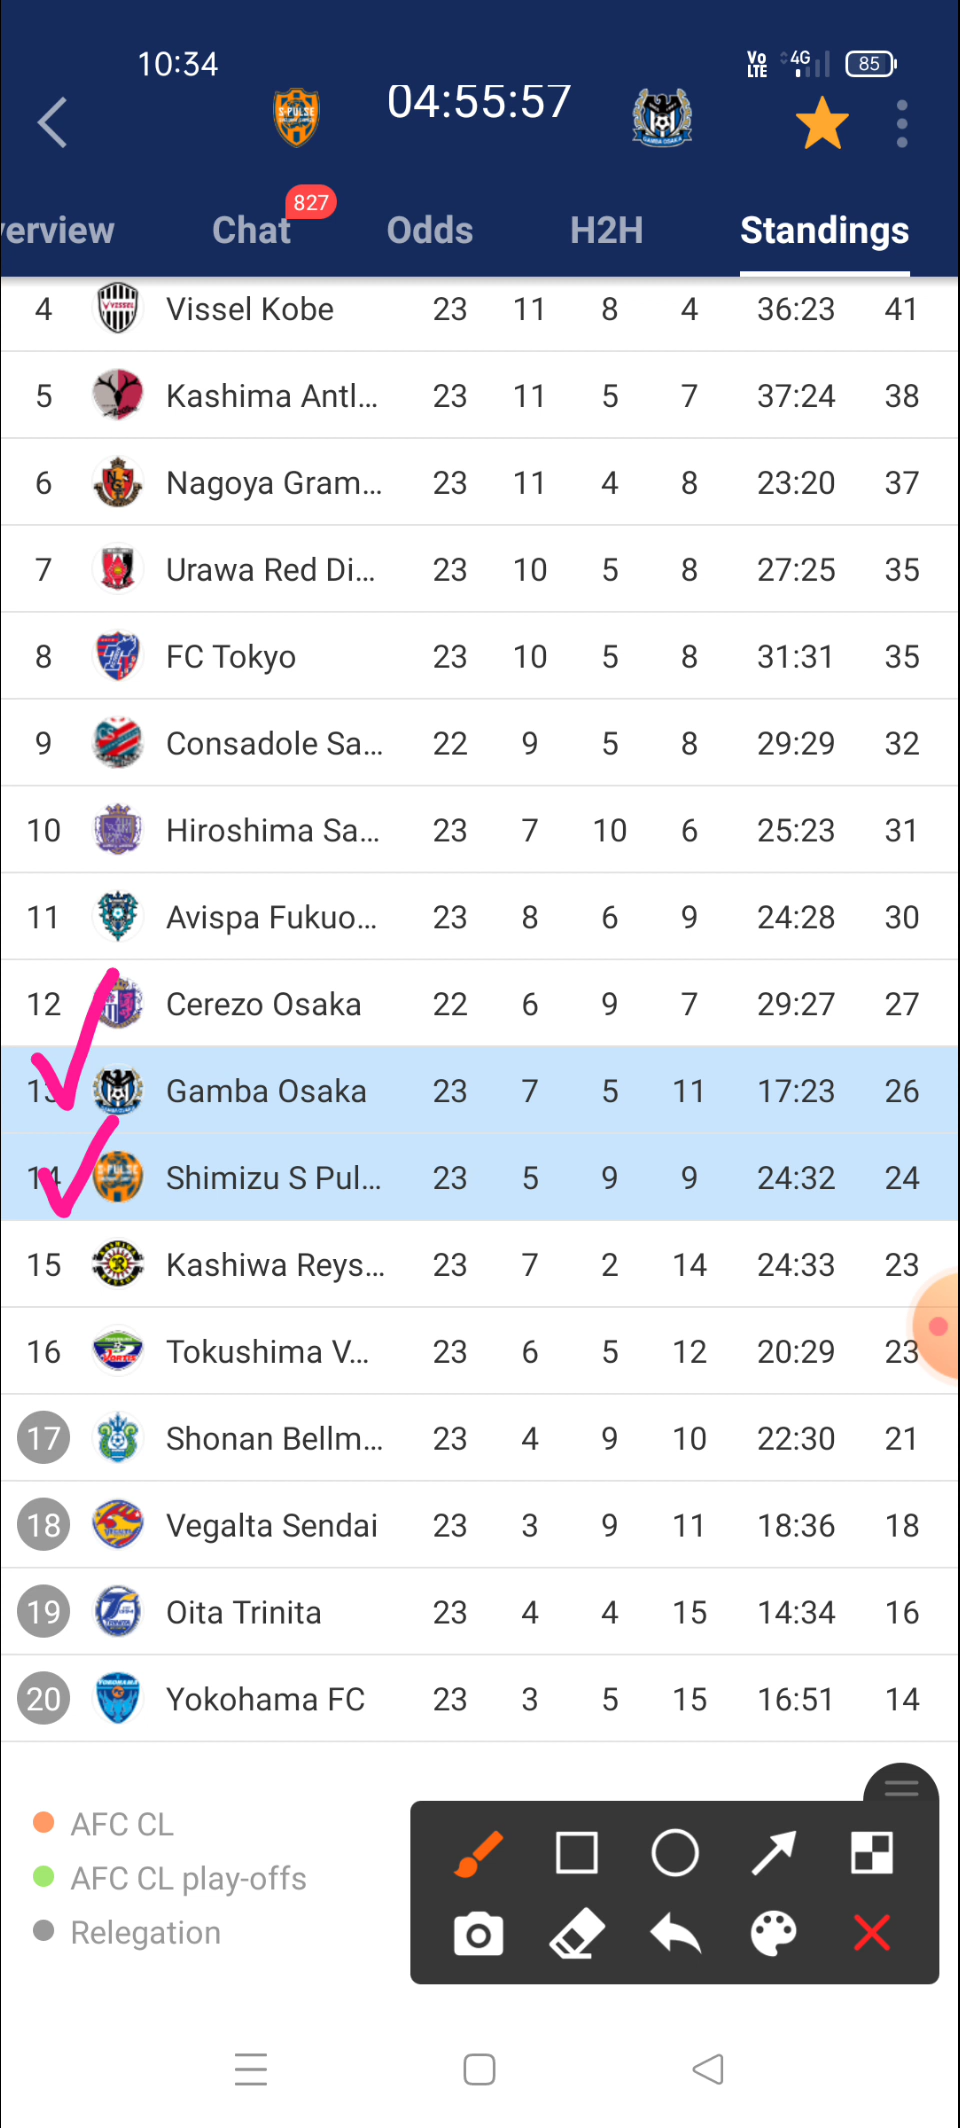 10:34
Vo LTE 4G 85
04:55:57
verview Chat 827 Odds H2H Standings
4 Vissel Kobe 23 11 8 4 36:23 41
5 Kashima Antl... 23 11 5 7 37:24 38
6 Nagoya Gram... 23 11 4 8 23:20 37
7 Urawa Red Di... 23 10 5 8 27:25 35
8 FC Tokyo 23 10 5 8 31:31 35
9 Consadole Sa... 22 9 5 8 29:29 32
10 Hiroshima Sa... 23 7 10 6 25:23 31
11 Avispa Fukuo... 23 8 6 9 24:28 30
12 Cerezo Osaka 22 6 9 7 29:27 27
13 Gamba Osaka 23 7 5 11 17:23 26
14 Shimizu S Pul... 23 5 9 9 24:32 24
15 Kashiwa Reys... 23 7 2 14 24:33 23
16 Tokushima V... 23 6 5 12 20:29 23
17 Shonan Bellm... 23 4 9 10 22:30 21
18 Vegalta Sendai 23 3 9 11 18:36 18
19 Oita Trinita 23 4 4 15 14:34 16
20 Yokohama FC 23 3 5 15 16:51 14
AFC CL
AFC CL play-offs
Relegation